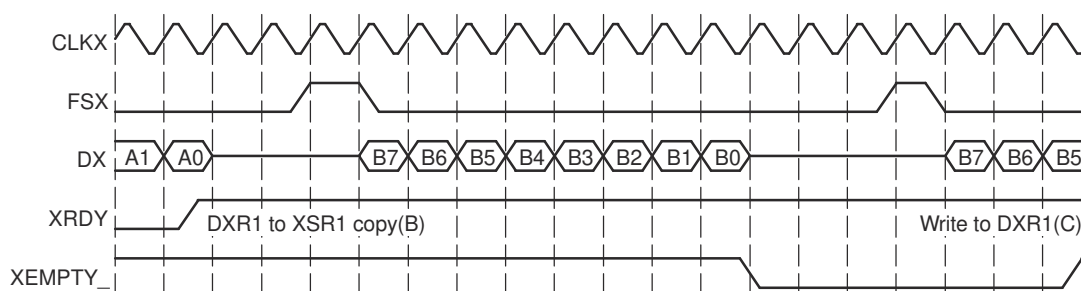 CLKX
FSX
DX A1 A0 B7 B6 B5 B4 B3 B2 B1 B0 B7 B6 B5
XRDY DXR1 to XSR1 copy(B) Write to DXR1(C)
XEMPTY_